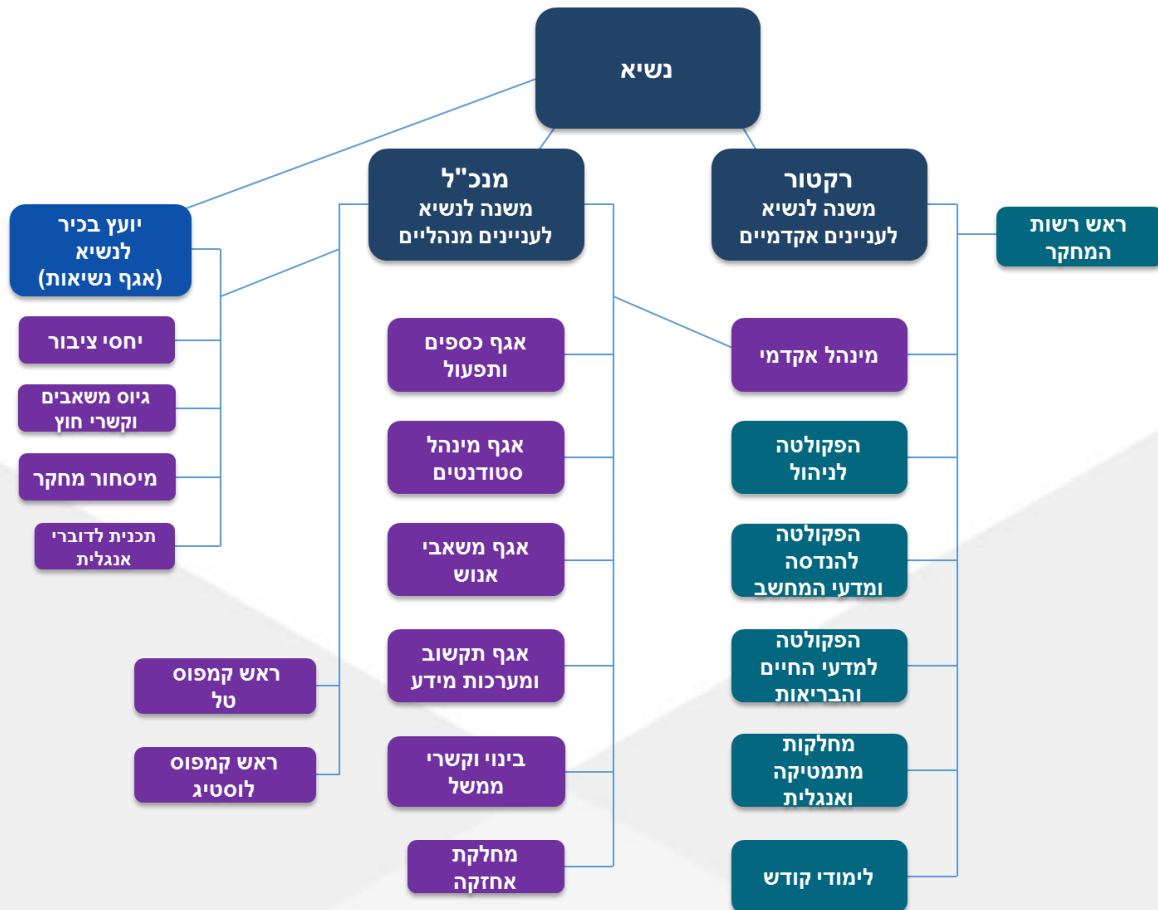 נשיא
רקטור
משנה לנשיא
לעניינים אקדמיים
מנכ"ל
משנה לנשיא
לעניינים מנהליים
יועץ בכיר
לנשיא
(אגף נשיאות)
ראש רשות
המחקר
מינהל אקדמי
הפקולטה
לניהול
הפקולטה
להנדסה
ומדעי המחשב
הפקולטה
למדעי החיים
והבריאות
מחלקות
מתמטיקה
ואנגלית
לימודי קודש
אגף כספים
ותפעול
אגף מינהל
סטודנטים
אגף משאבי
אנוש
אגף תקשוב
ומערכות מידע
בינוי וקשרי
ממשל
מחלקת
אחזקה
ראש קמפוס
טל
ראש קמפוס
לוסטיג
יחסי ציבור
גיוס משאבים
וקשרי חוץ
מיסחור מחקר
תכנית לדוברי
אנגלית